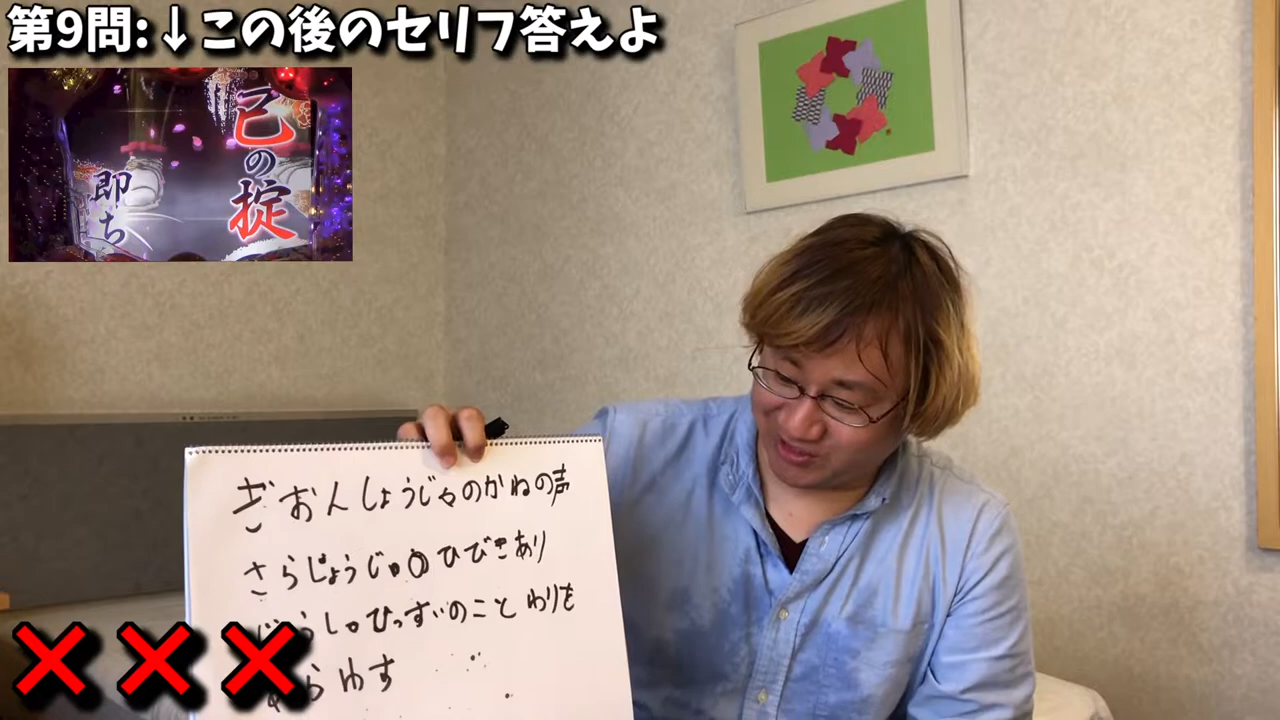 第9問:↓この後のセリフ答えよ
己の掟
即ち
ぎおんしょうじゃのかねの声
さらじょうじゅのひびきあり
しゃひっすいのことわりを
らわす